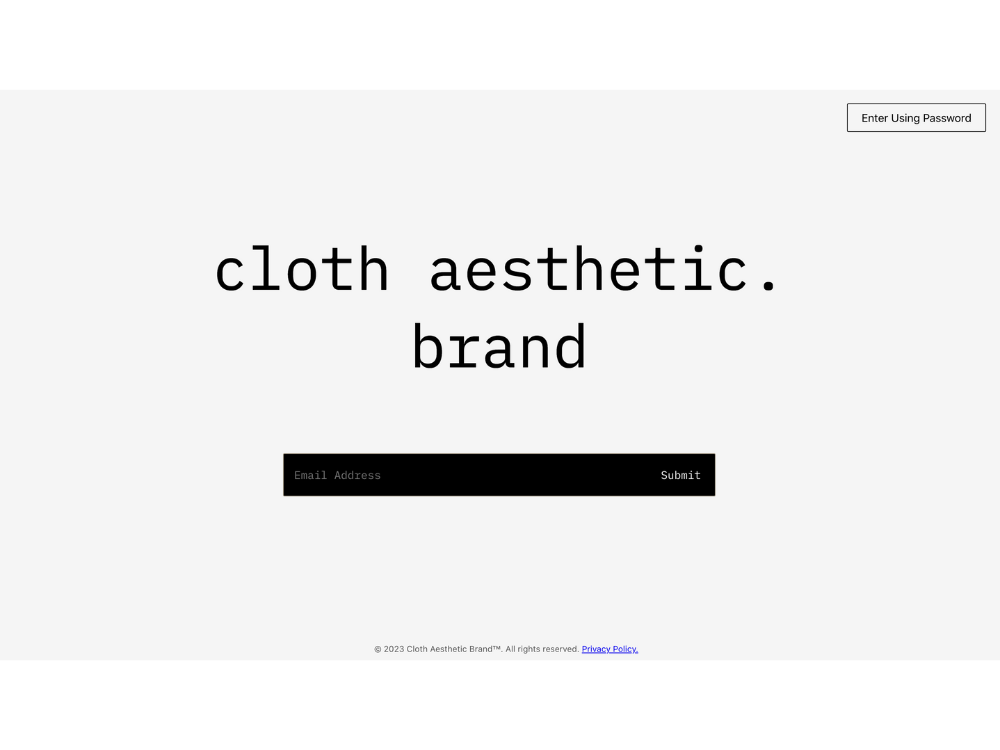 Enter Using Password
cloth aesthetic.
brand
Email Address
Submit
© 2023 Cloth Aesthetic Brand™. All rights reserved. Privacy Policy.